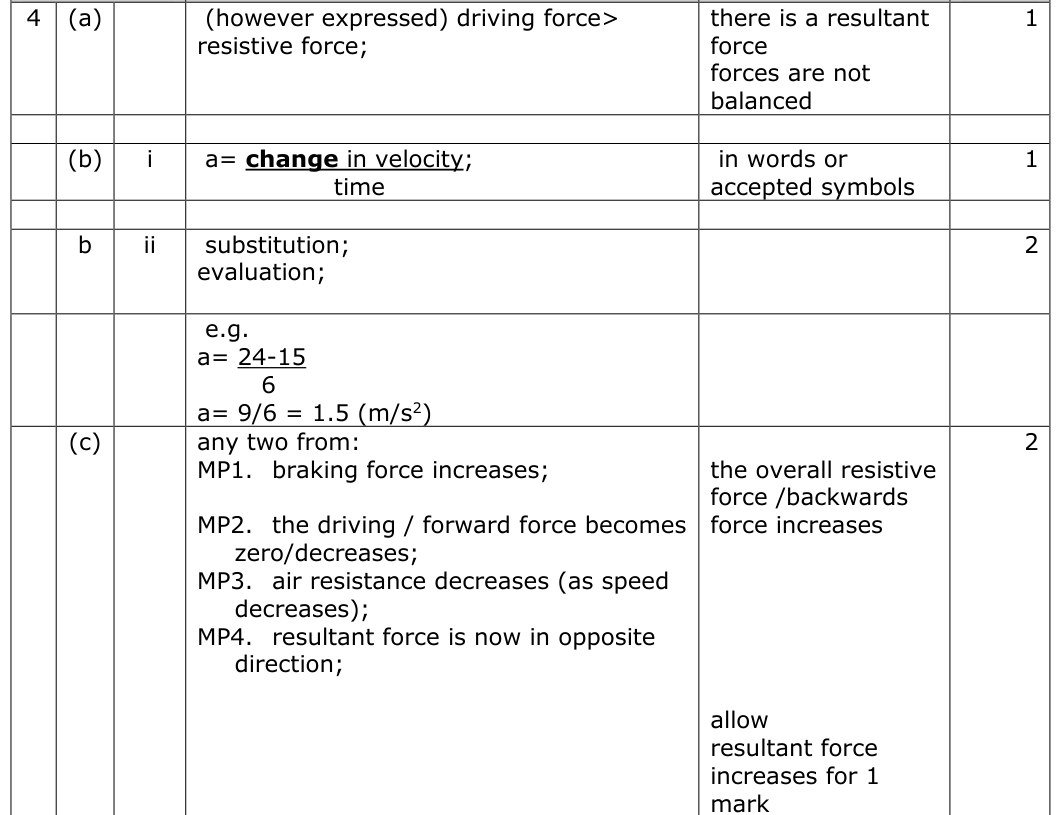 4 (a) (however expressed) driving force> there is a resultant 1
resistive force; force
forces are not
balanced
(b) i a= change in velocity; in words or 1
time accepted symbols
b ii substitution; 2
evaluation;
e.g.
a= 24-15
6
a= 9/6 = 1.5 (m/s²)
(c) any two from: 2
MP1. braking force increases; the overall resistive
force /backwards
MP2. the driving / forward force becomes force increases
zero/decreases;
MP3. air resistance decreases (as speed
decreases);
MP4. resultant force is now in opposite
direction;
allow
resultant force
increases for 1
mark